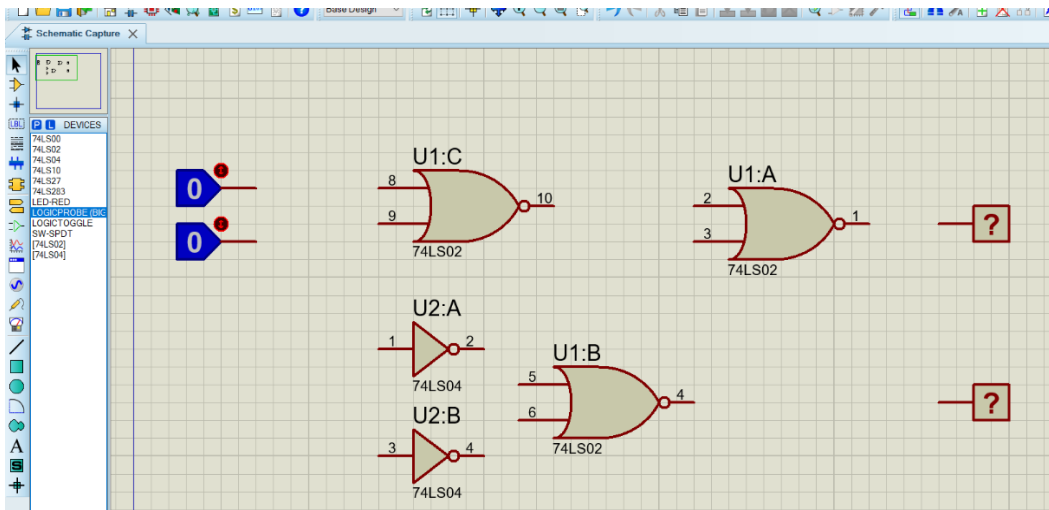 Base Design
Schematic Capture
LBL
P L DEVICES
74LS00
74LS02
74LS04
74LS10
74LS27
74LS283
LED-RED
LOGICPROBE (BIG
LOGICTOGGLE
SW-SPDT
[74LS02]
[74LS04]
A
S
0
0
U1:C
8
9
10
74LS02
U1:A
2
3
1
74LS02
?
U2:A
1
2
74LS04
U1:B
5
6
4
74LS02
?
U2:B
3
4
74LS04